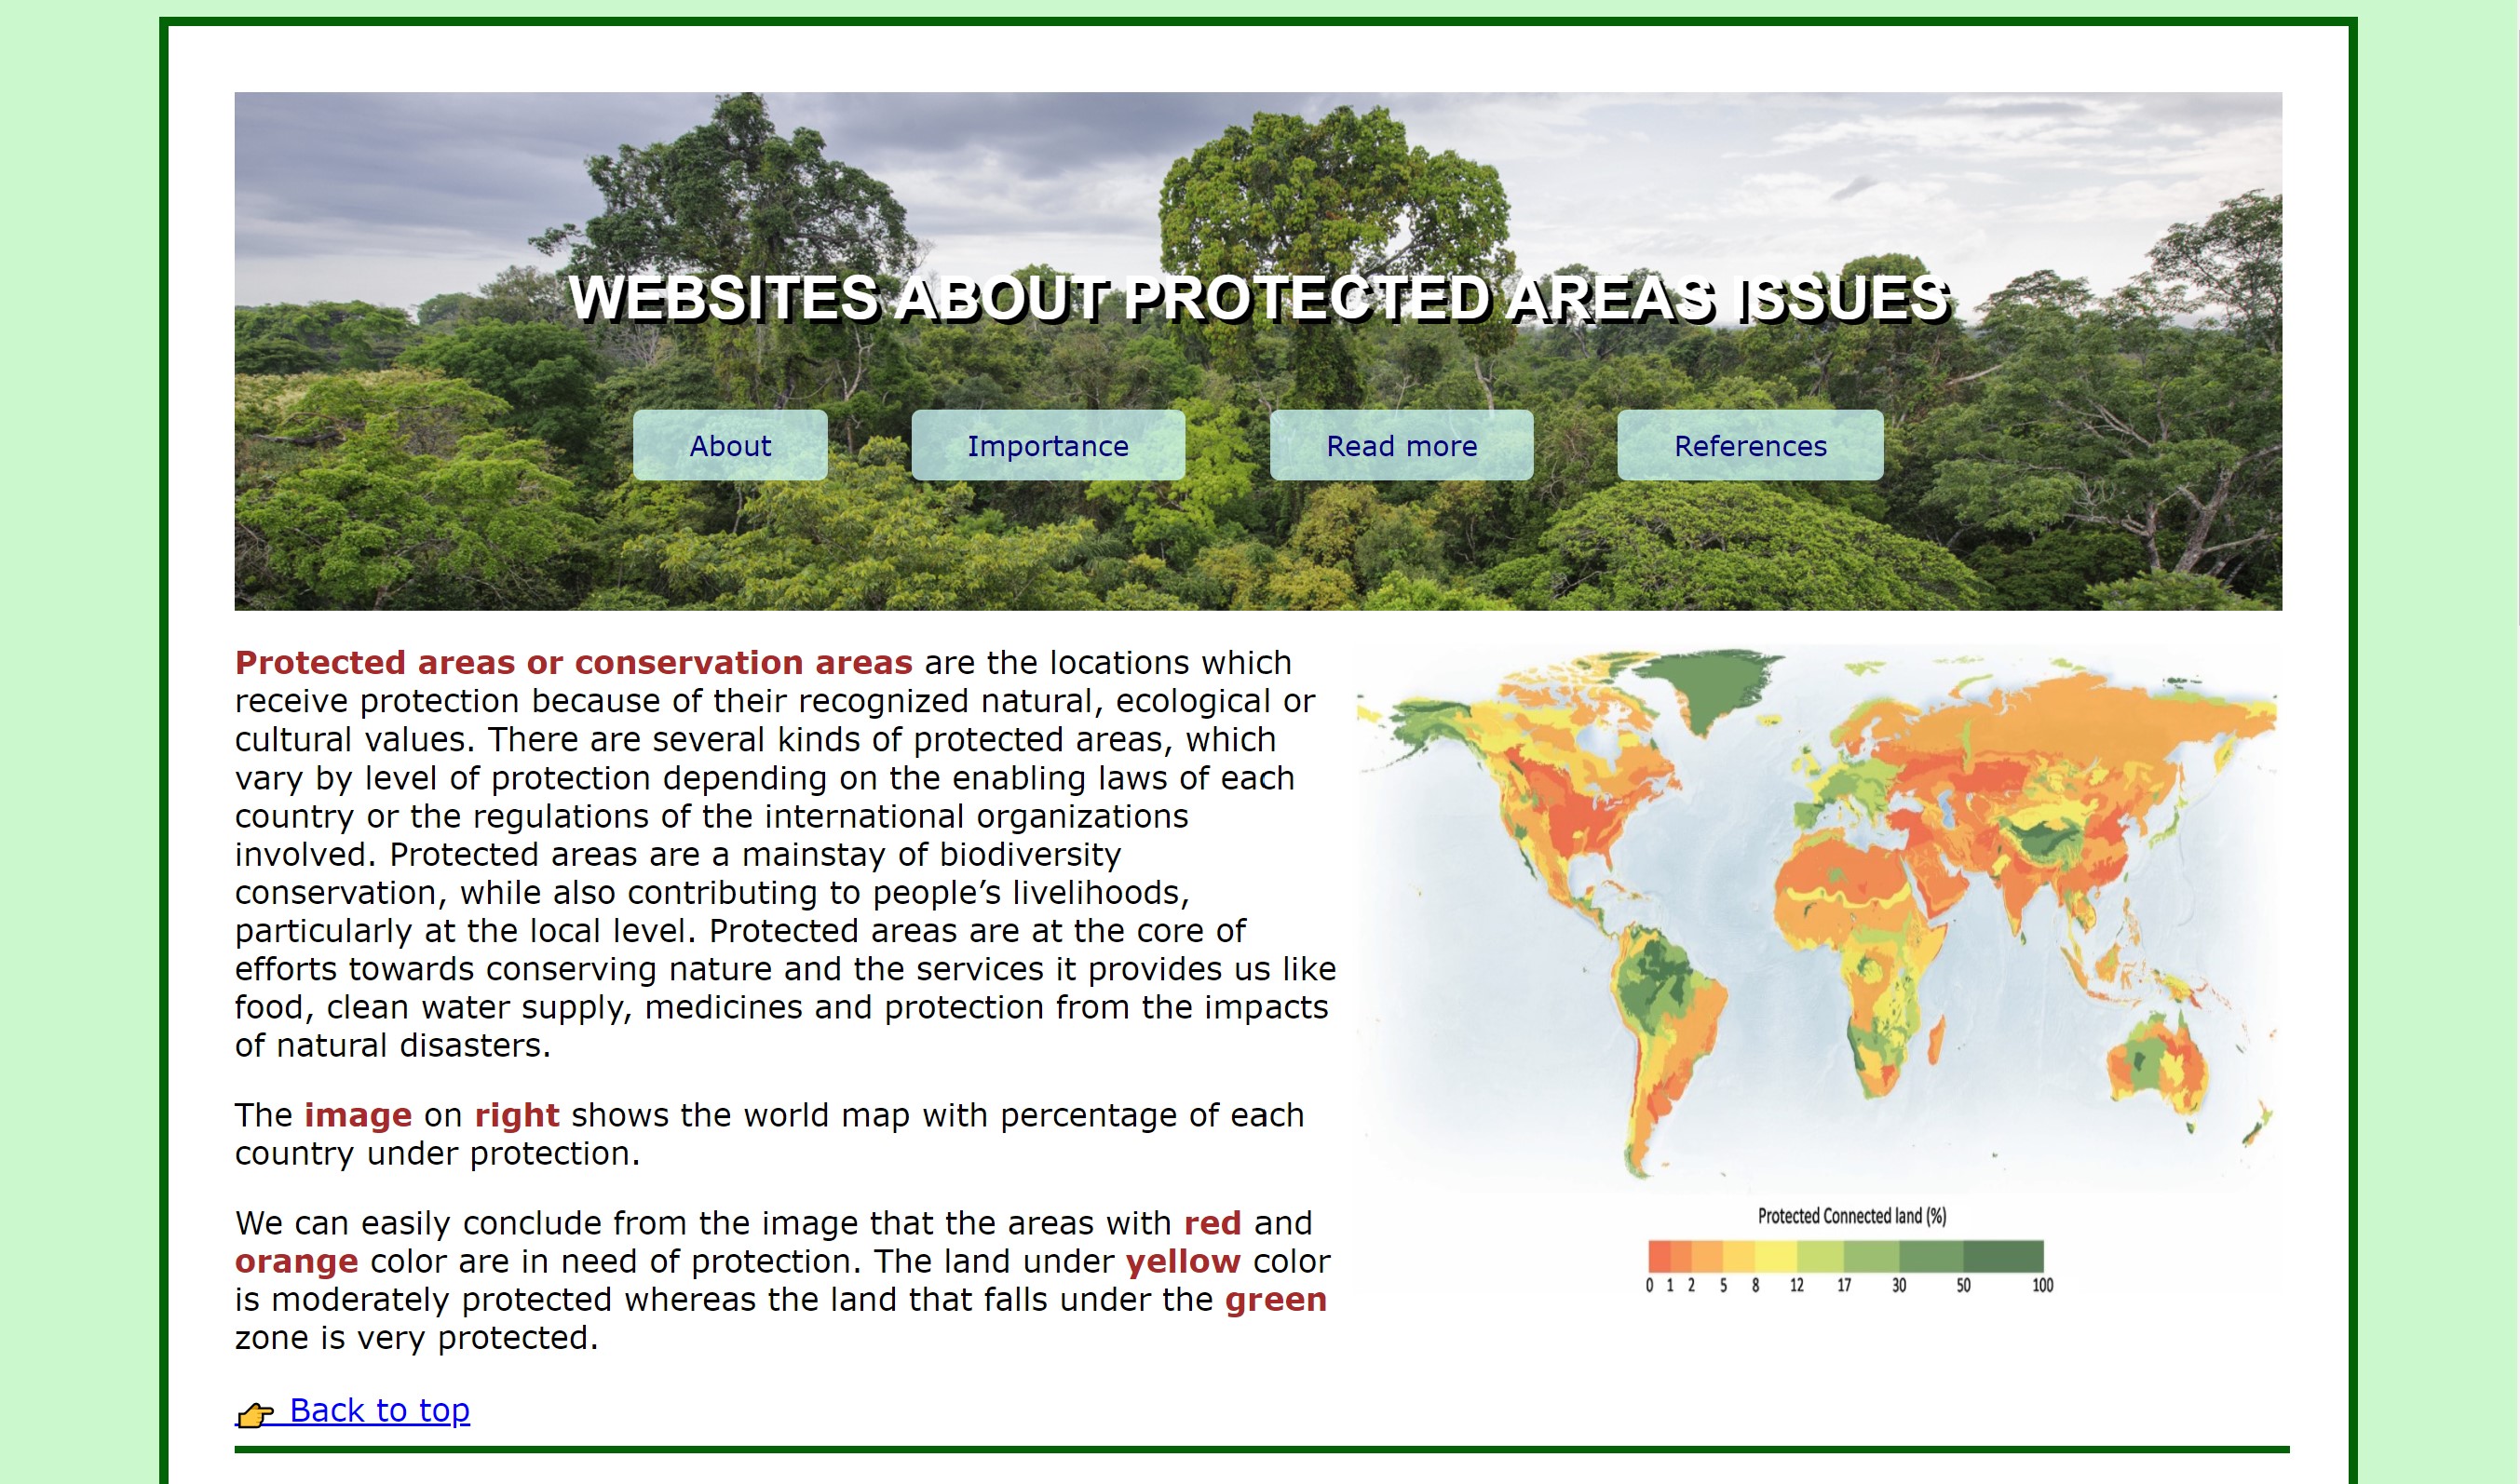 WEBSITES ABOUT PROTECTED AREAS ISSUES
About
Importance
Read more
References
Protected areas or conservation areas are the locations which
receive protection because of their recognized natural, ecological or
cultural values. There are several kinds of protected areas, which
vary by level of protection depending on the enabling laws of each
country or the regulations of the international organizations
involved. Protected areas are a mainstay of biodiversity
conservation, while also contributing to people’s livelihoods,
particularly at the local level. Protected areas are at the core of
efforts towards conserving nature and the services it provides us like
food, clean water supply, medicines and protection from the impacts
of natural disasters.
The image on right shows the world map with percentage of each
country under protection.
We can easily conclude from the image that the areas with red and
orange color are in need of protection. The land under yellow color
is moderately protected whereas the land that falls under the green
zone is very protected.
Back to top
Protected Connected land (%)
0 1 2 5 8 12 17 30 50 100